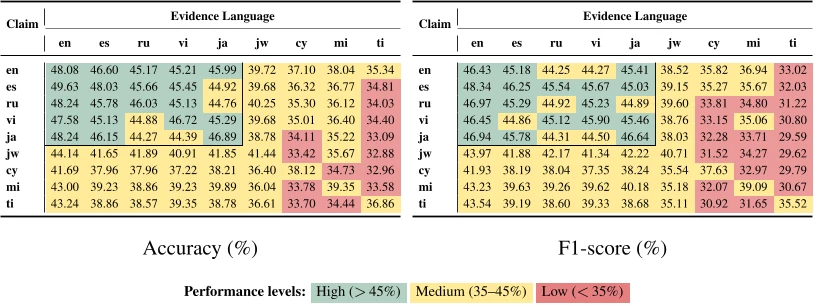 Claim Evidence Language
en es ru vi ja jw cy mi ti
en 48.08 46.60 45.17 45.21 45.99 39.72 37.10 38.04 35.34
es 49.63 48.03 45.66 45.45 44.92 39.68 36.32 36.77 34.81
ru 48.24 45.78 46.03 45.13 44.76 40.25 35.30 36.12 34.03
vi 47.58 45.13 44.88 46.72 45.29 39.68 35.01 36.40 34.40
ja 48.24 46.15 44.27 44.39 46.89 38.78 34.11 35.22 33.09
jw 44.14 41.65 41.89 40.91 41.85 41.44 33.42 35.67 32.88
cy 41.69 37.96 37.96 37.22 38.21 36.40 38.12 34.73 32.96
mi 43.00 39.23 38.86 39.23 39.89 36.04 33.78 39.35 33.58
ti 43.24 38.86 38.57 39.35 38.78 36.61 33.70 34.44 36.86
Accuracy (%)
Claim Evidence Language
en es ru vi ja jw cy mi ti
en 46.43 45.18 44.25 44.27 45.41 38.52 35.82 36.94 33.02
es 48.34 46.25 45.54 45.67 45.03 39.15 35.27 35.67 32.03
ru 46.97 45.29 44.92 45.23 44.89 39.60 33.81 34.80 31.22
vi 46.45 44.86 45.12 45.90 45.46 38.76 33.15 35.06 30.80
ja 46.94 45.78 44.31 44.50 46.64 38.03 32.28 33.71 29.59
jw 43.97 41.88 42.17 41.34 42.22 40.71 31.52 34.27 29.62
cy 41.93 38.19 38.04 37.35 38.24 35.54 37.63 32.97 29.79
mi 43.23 39.63 39.26 39.62 40.18 35.18 32.07 39.09 30.67
ti 43.54 39.19 38.60 39.33 38.68 35.11 30.92 31.65 35.52
F1-score (%)
Performance levels: High (> 45%) Medium (35–45%) Low (< 35%)